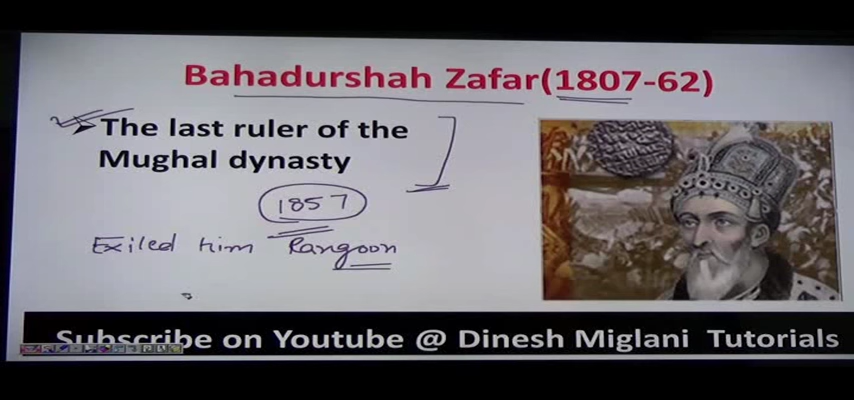 Bahadurshah Zafar(1807-62)
The last ruler of the
Mughal dynasty
1857
Exiled him Rangoon
Subscribe on Youtube @ Dinesh Miglani Tutorials